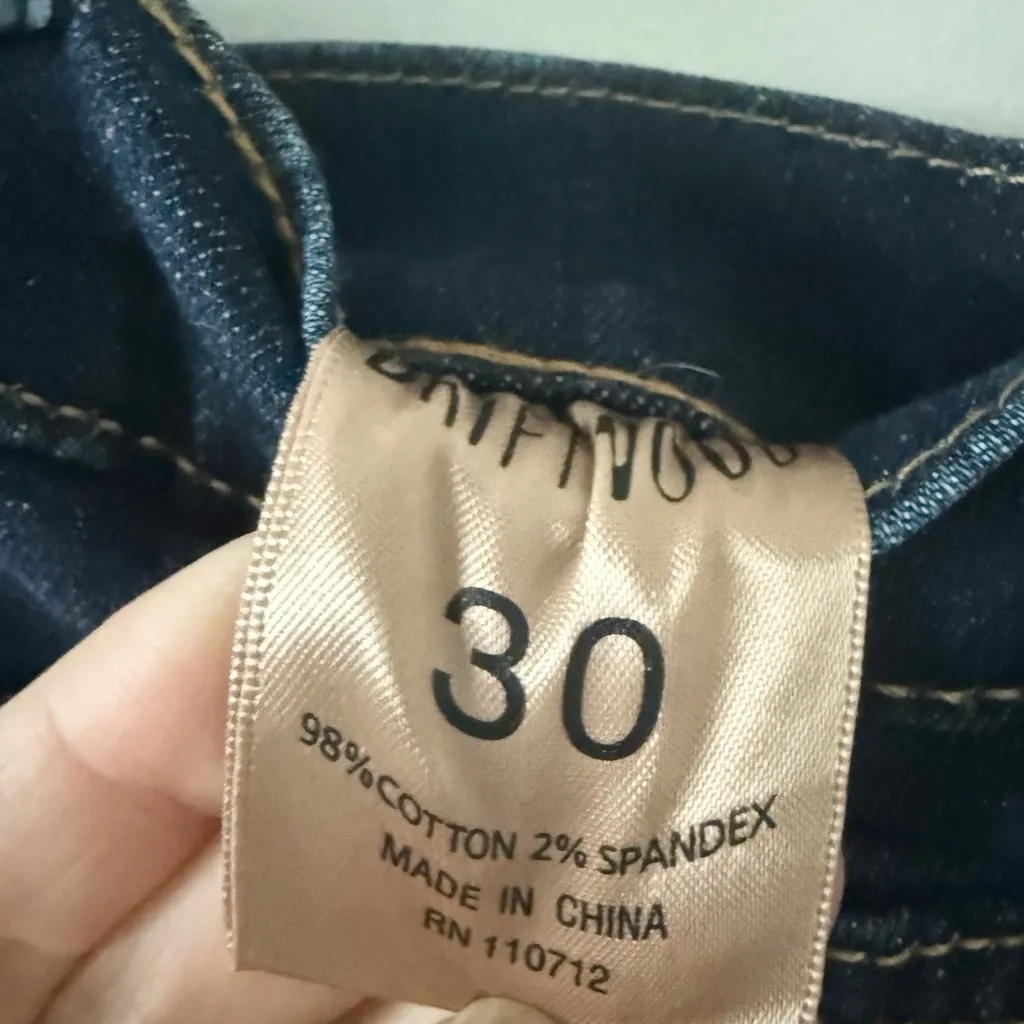 30
98%COTTON 2% SPANDEX
MADE IN CHINA
RN 110712